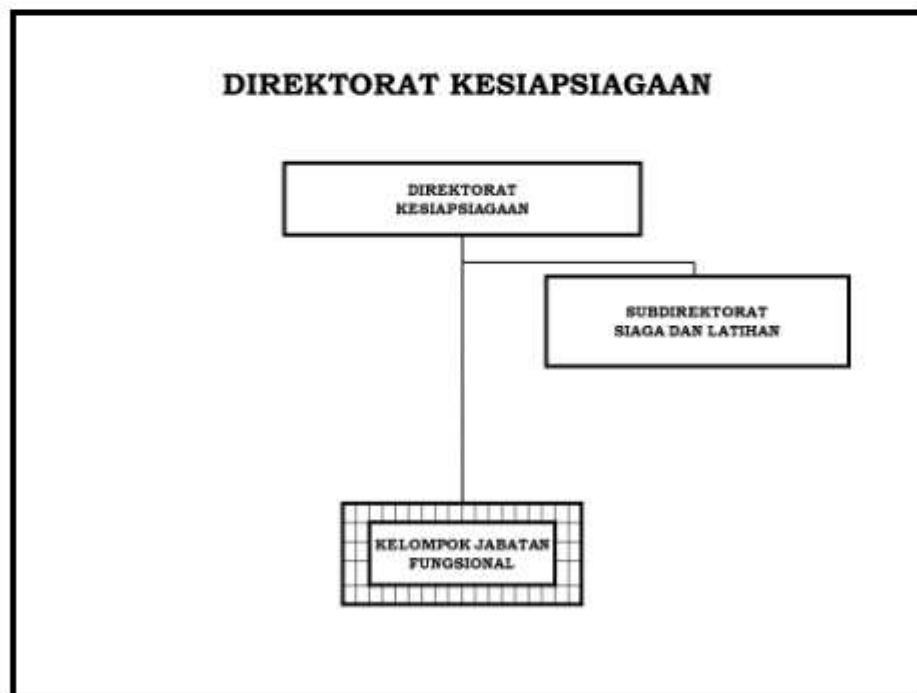 DIREKTORAT KESIAPSIAGAAN
DIREKTORAT
KESIAPSIAGAAN
SUBDIREKTORAT
SIAGA DAN LATIHAN
KELOMPOK JABATAN
FUNGSIONAL